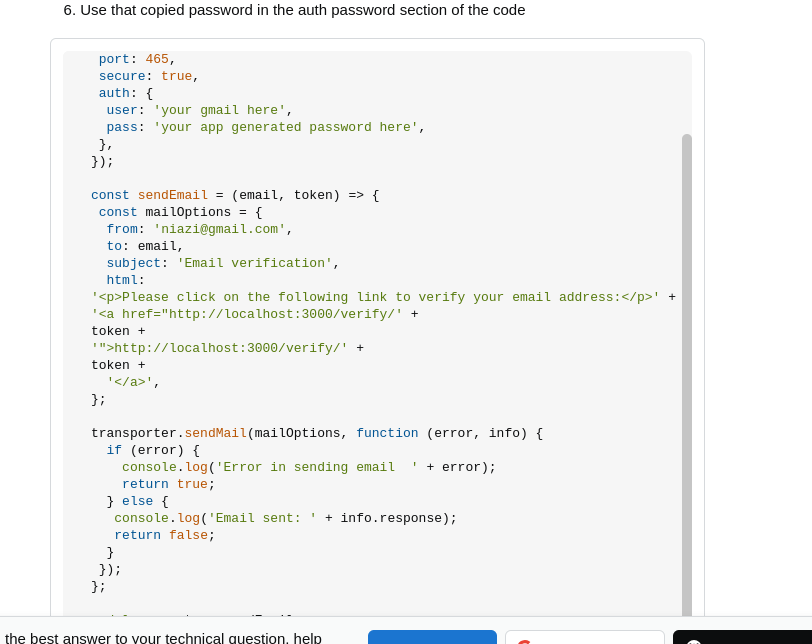 6. Use that copied password in the auth password section of the code
port: 465,
secure: true,
auth: {
user: 'your gmail here',
pass: 'your app generated password here',
},
});
const sendEmail = (email, token) => {
const mailOptions = {
from: 'niazi@gmail.com',
to: email,
subject: 'Email verification',
html:
'<p>Please click on the following link to verify your email address:</p>' +
'<a href="http://localhost:3000/verify/' +
token +
'">http://localhost:3000/verify/' +
token +
'</a>',
};
transporter.sendMail(mailOptions, function (error, info) {
if (error) {
console.log('Error in sending email  ' + error);
return true;
} else {
console.log('Email sent: ' + info.response);
return false;
}
});
};
the best answer to your technical question, help